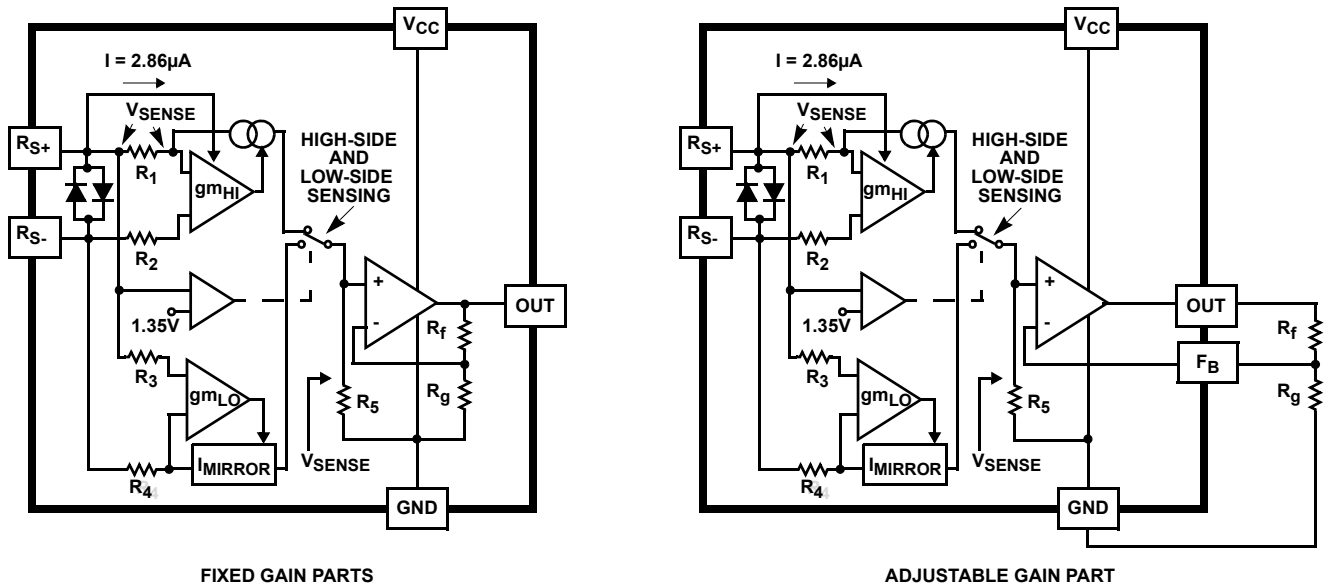 VCC
I = 2.86µA
VSENSE
RS+
R1
gmHI
HIGH-SIDE
AND
LOW-SIDE
SENSING
RS-
R2
+
-
1.35V
OUT
Rf
R3
gmLO
R5
Rg
IMIRROR
VSENSE
R4
GND
FIXED GAIN PARTS
VCC
I = 2.86µA
VSENSE
RS+
R1
gmHI
HIGH-SIDE
AND
LOW-SIDE
SENSING
RS-
R2
+
-
1.35V
OUT
Rf
FB
R3
gmLO
R5
Rg
IMIRROR
VSENSE
R4
GND
ADJUSTABLE GAIN PART